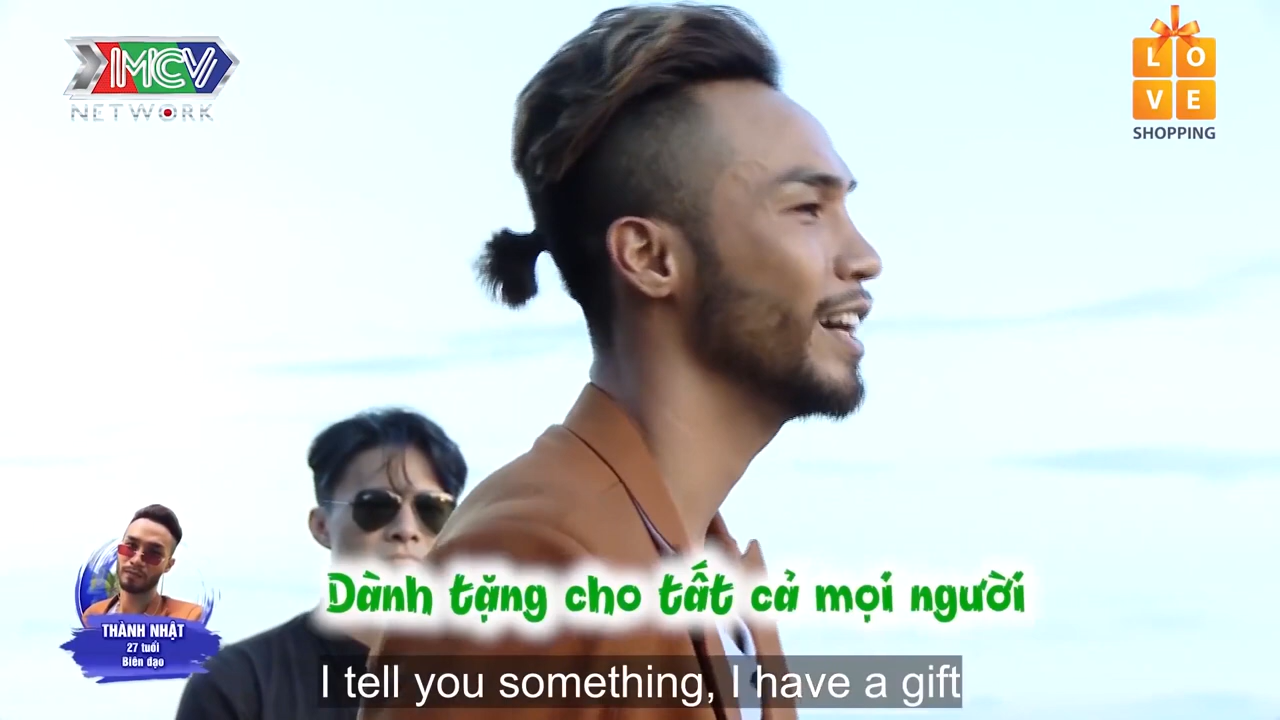 MCV
NETWORK
L O
V E
SHOPPING
Dành tặng cho tất cả mọi người
THÀNH NHẬT
27 tuổi
Biên đạo
I tell you something, I have a gift